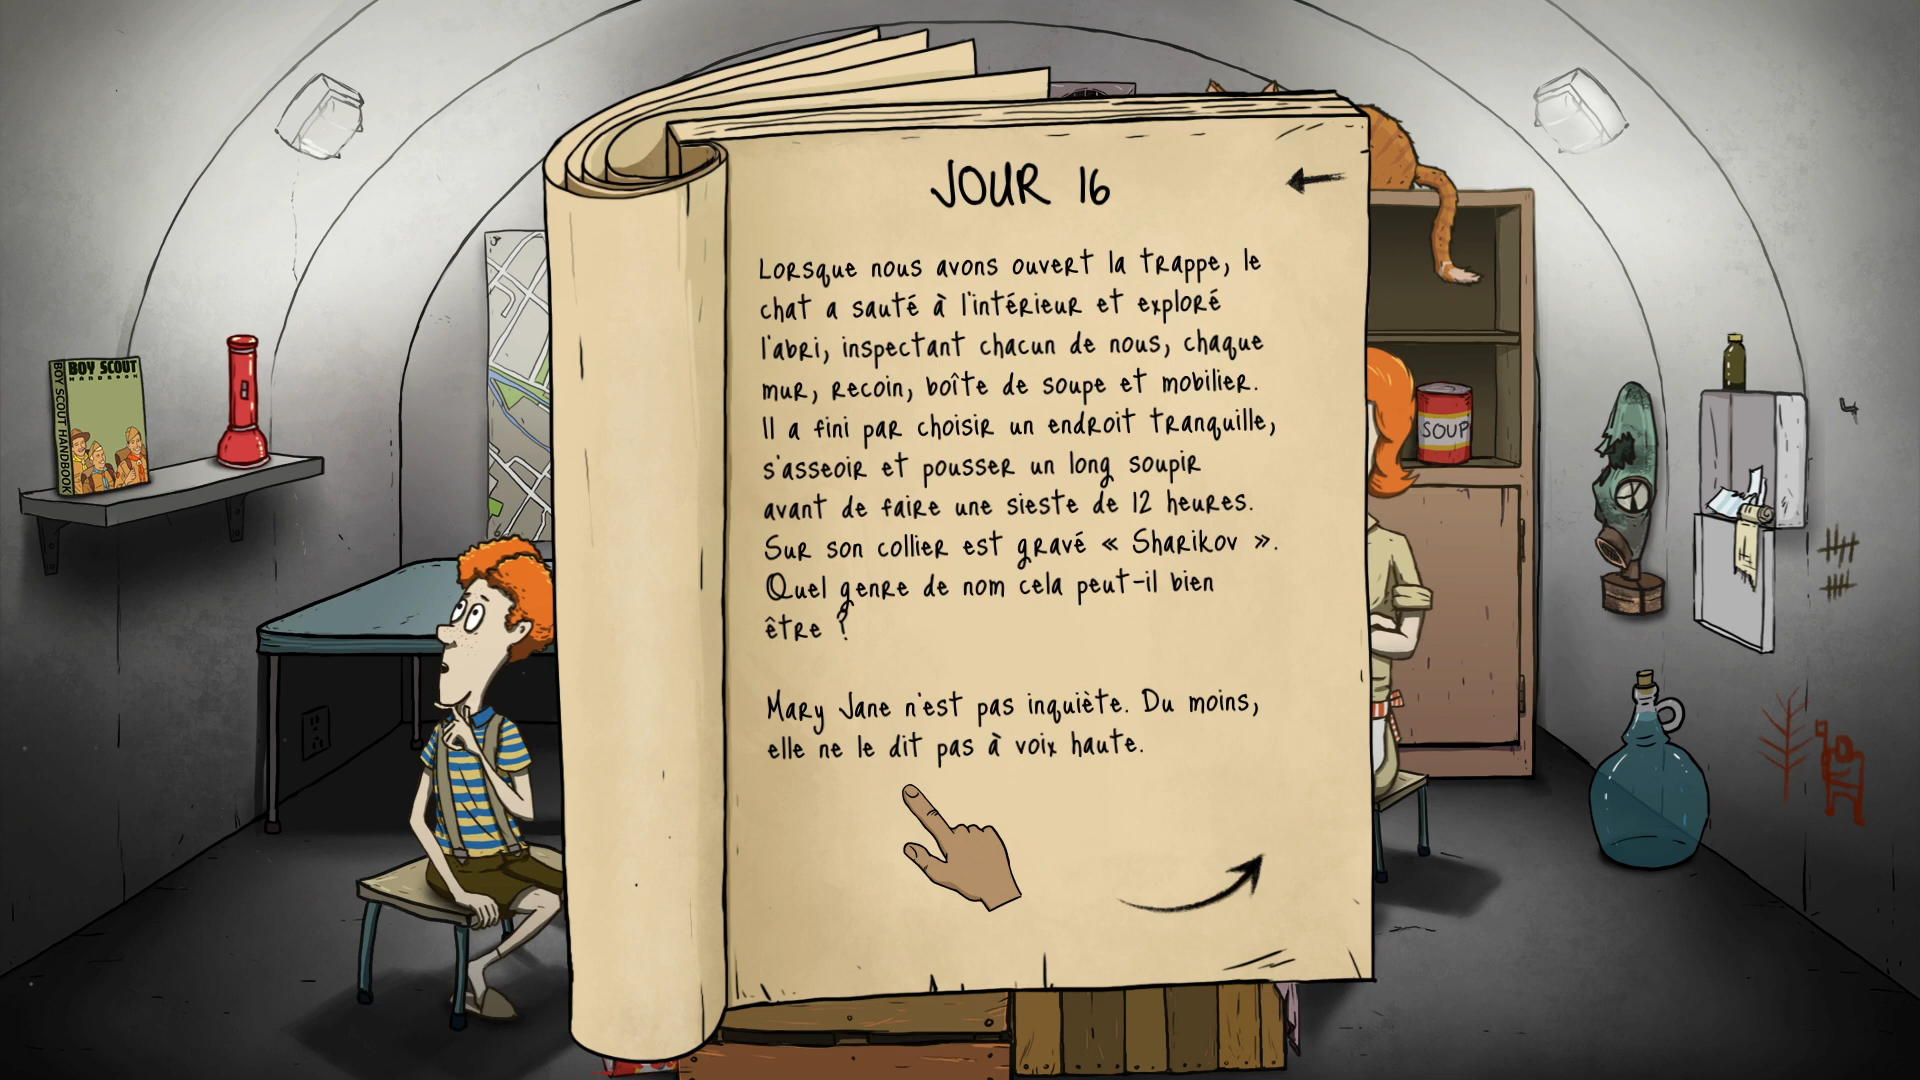 JOUR 16
Lorsque nous avons ouvert la trappe, le
chat a sauté à l'intérieur et exploré
l'abri, inspectant chacun de nous, chaque
mur, recoin, boîte de soupe et mobilier.
Il a fini par choisir un endroit tranquille,
s'asseoir et pousser un long soupir
avant de faire une sieste de 12 heures.
Sur son collier est gravé « Sharikov ».
Quel genre de nom cela peut-il bien
être ?
Mary Jane n'est pas inquiète. Du moins,
elle ne le dit pas à voix haute.
BOY SCOUT
HANDBOOK
BOY SCOUT HANDBOOK
SOUP